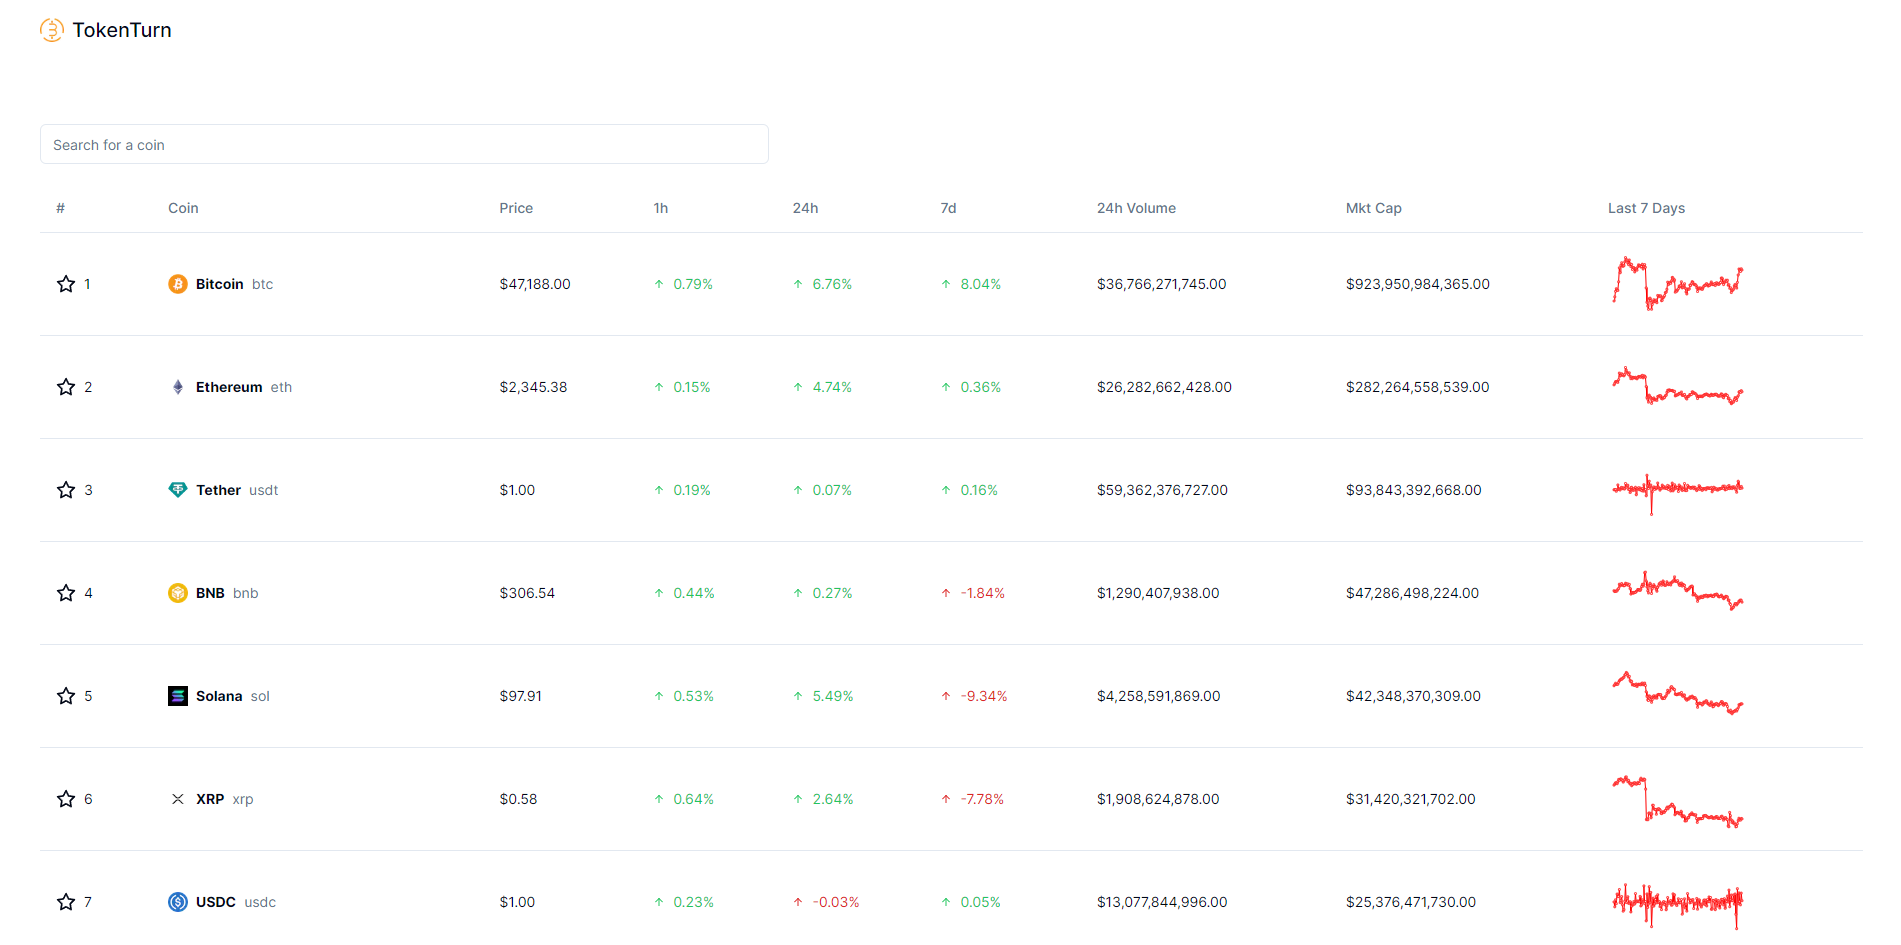 TokenTurn
Search for a coin
# Coin Price 1h 24h 7d 24h Volume Mkt Cap Last 7 Days
1 Bitcoin btc $47,188.00 ↑ 0.79% ↑ 6.76% ↑ 8.04% $36,766,271,745.00 $923,950,984,365.00
2 Ethereum eth $2,345.38 ↑ 0.15% ↑ 4.74% ↑ 0.36% $26,282,662,428.00 $282,264,558,539.00
3 Tether usdt $1.00 ↑ 0.19% ↑ 0.07% ↑ 0.16% $59,362,376,727.00 $93,843,392,668.00
4 BNB bnb $306.54 ↑ 0.44% ↑ 0.27% ↑ -1.84% $1,290,407,938.00 $47,286,498,224.00
5 Solana sol $97.91 ↑ 0.53% ↑ 5.49% ↑ -9.34% $4,258,591,869.00 $42,348,370,309.00
6 XRP xrp $0.58 ↑ 0.64% ↑ 2.64% ↑ -7.78% $1,908,624,878.00 $31,420,321,702.00
7 USDC usdc $1.00 ↑ 0.23% ↑ -0.03% ↑ 0.05% $13,077,844,996.00 $25,376,471,730.00